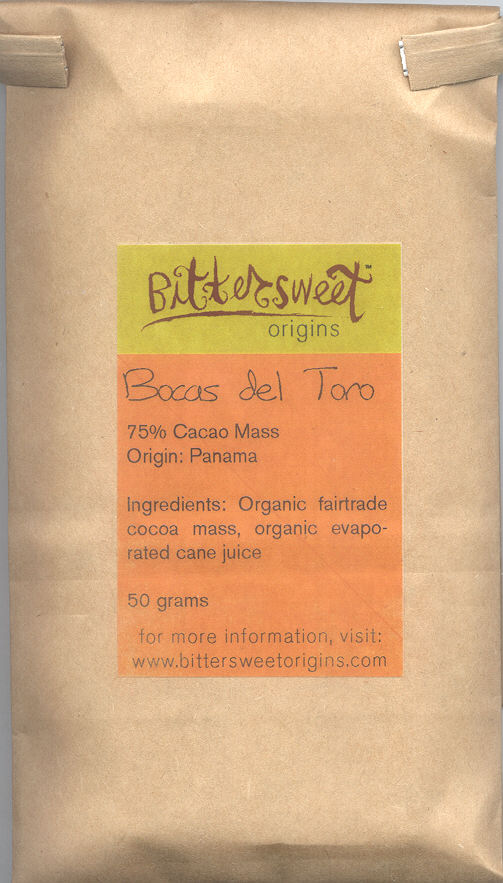 Bittersweet™
origins
Bocas del Toro
75% Cacao Mass
Origin: Panama
Ingredients: Organic fairtrade
cocoa mass, organic evapo-
rated cane juice
50 grams
for more information, visit:
www.bittersweetorigins.com